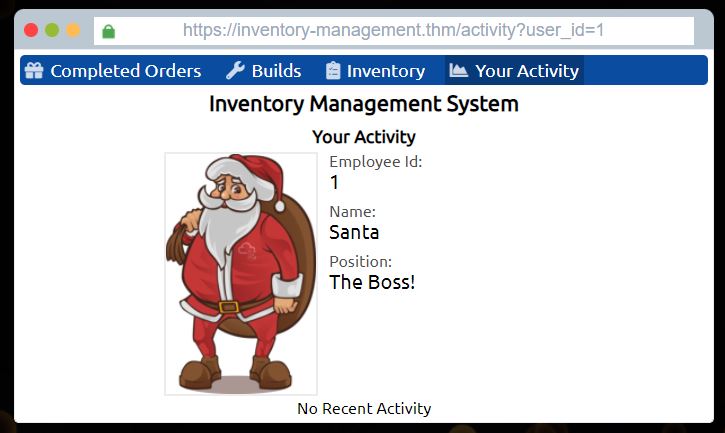 https://inventory-management.thm/activity?user_id=1
Completed Orders Builds Inventory Your Activity
Inventory Management System
Your Activity
Employee Id:
1
Name:
Santa
Position:
The Boss!
No Recent Activity